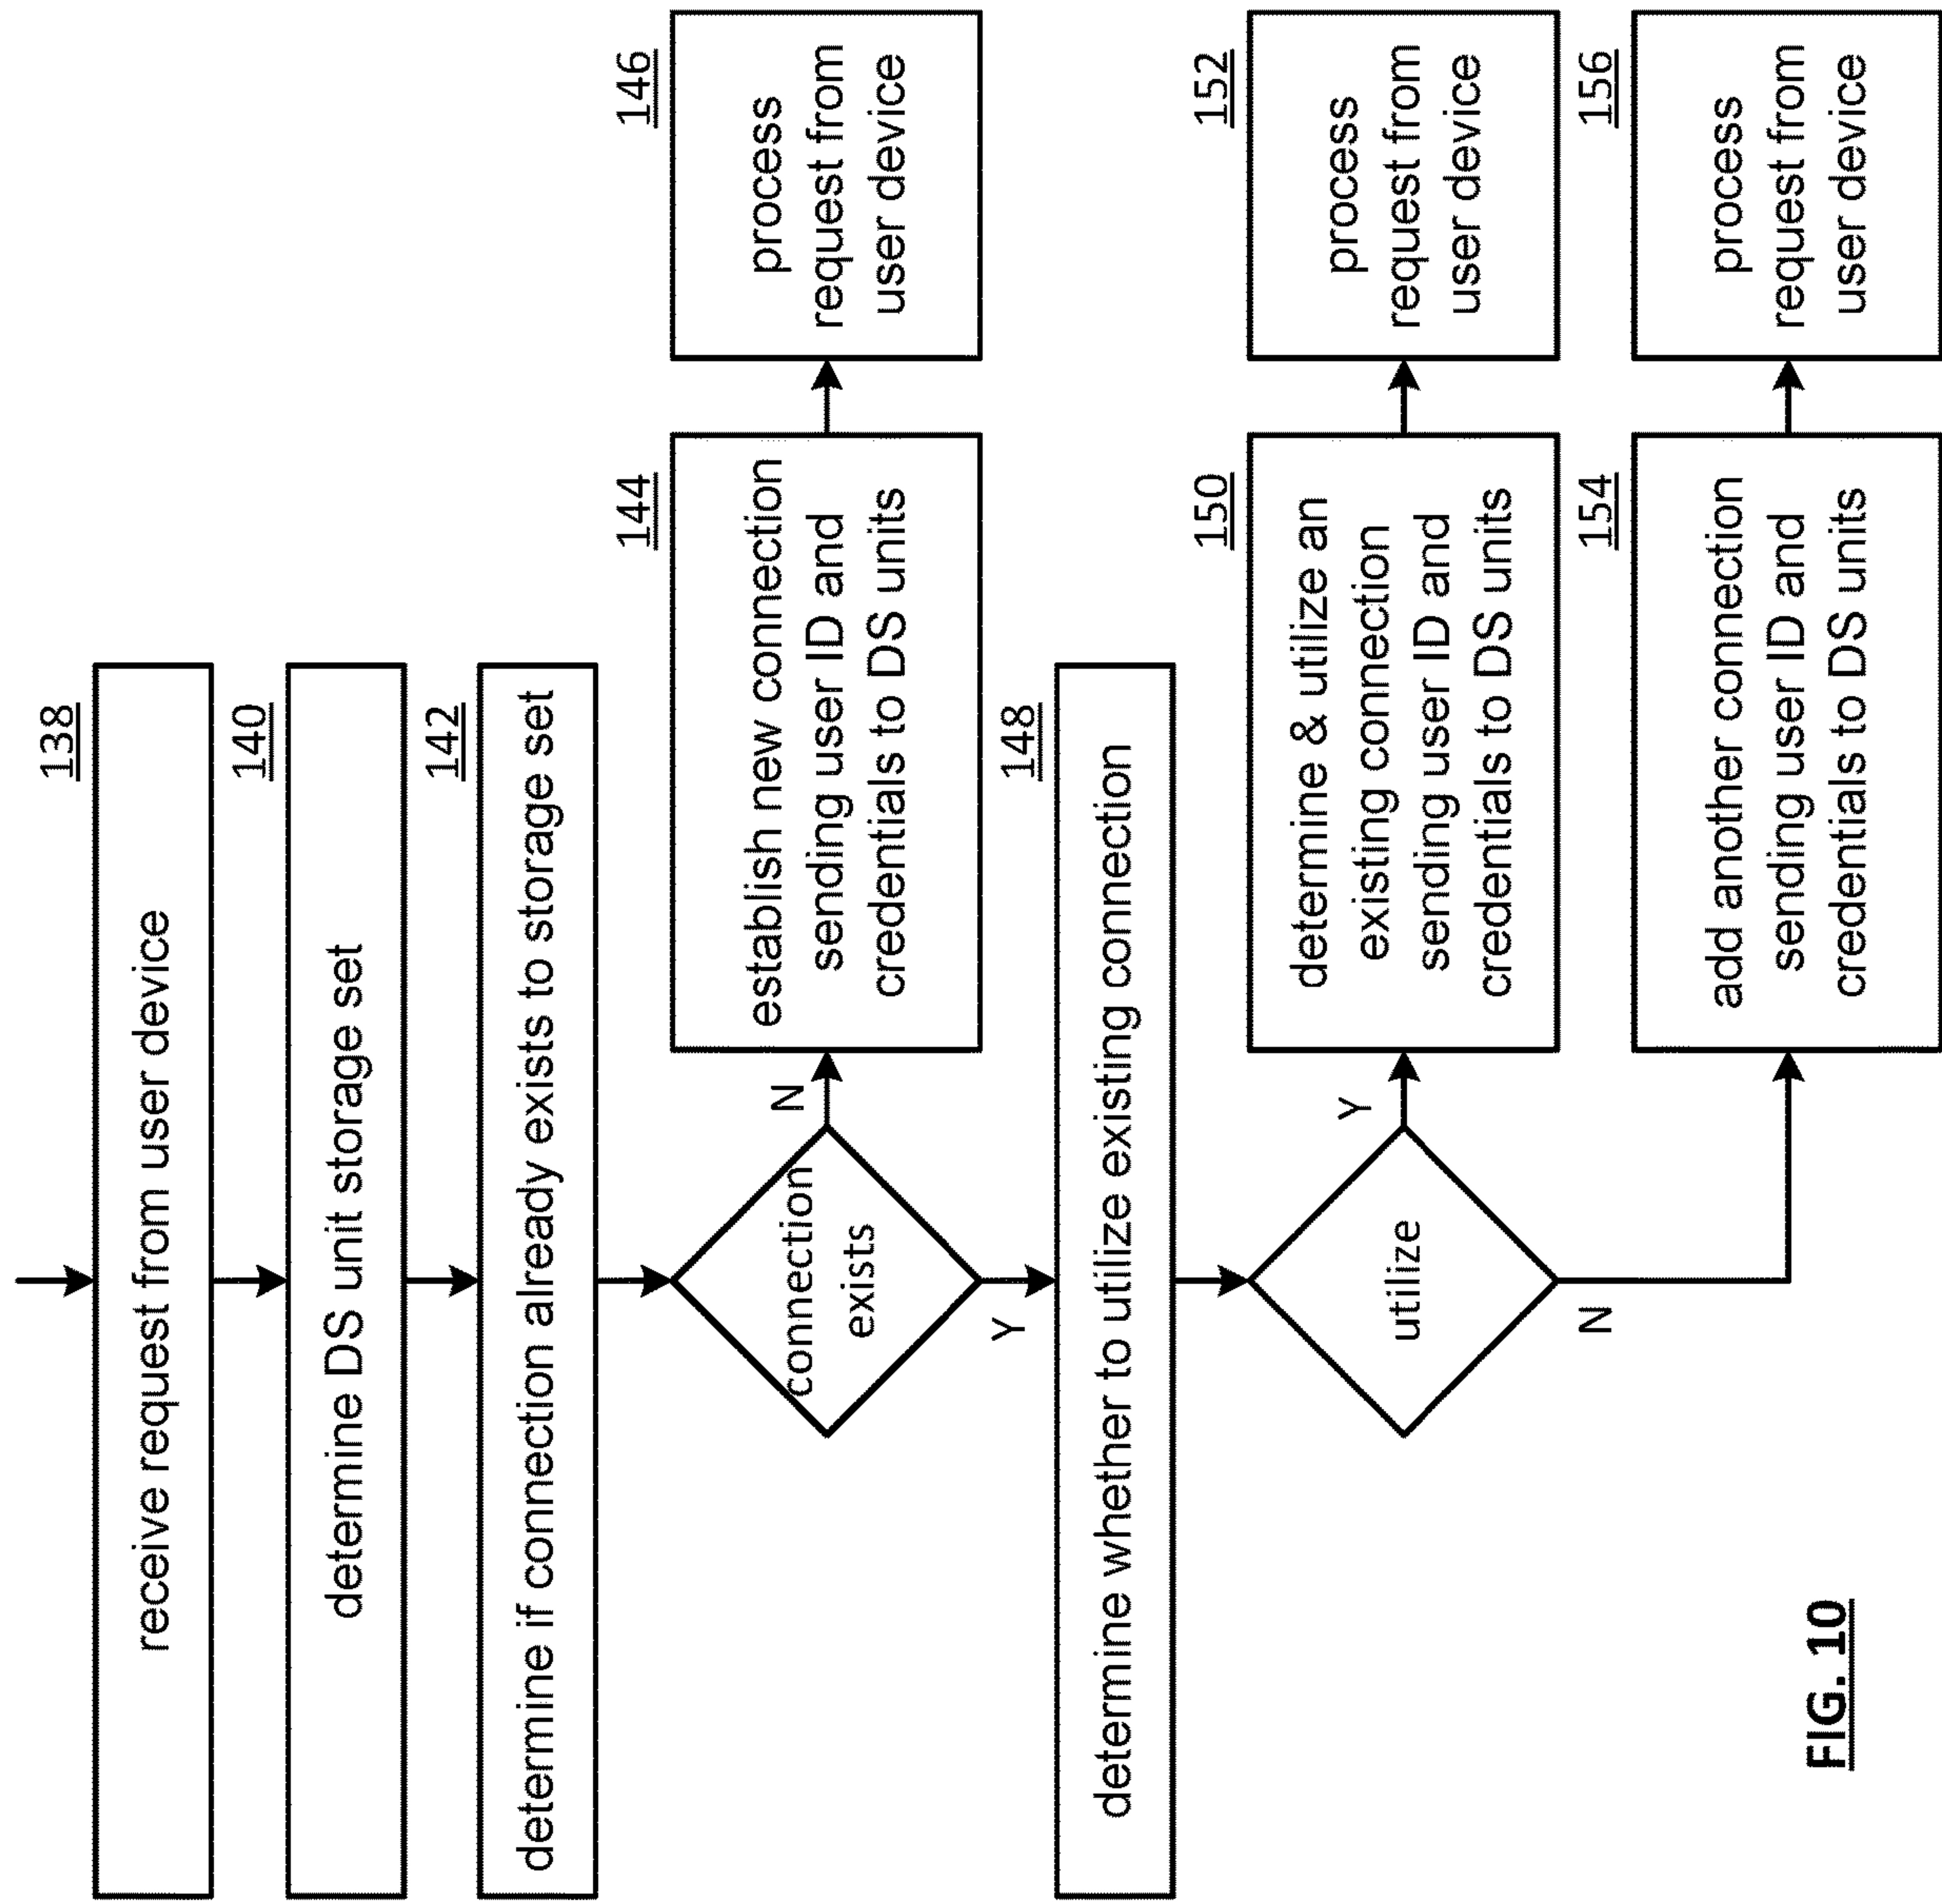 138
receive request from user device
140
determine DS unit storage set
142
determine if connection already exists to storage set
connection
exists
N
Y
144
establish new connection
sending user ID and
credentials to DS units
146
process
request from
user device
148
determine whether to utilize existing connection
utilize
Y
N
150
determine & utilize an
existing connection
sending user ID and
credentials to DS units
152
process
request from
user device
154
add another connection
sending user ID and
credentials to DS units
156
process
request from
user device
FIG. 10